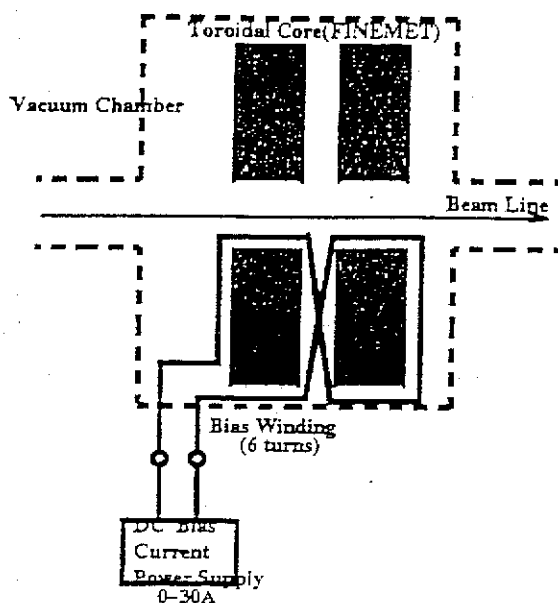 Toroidal Core(FINEMET)
Vacuum Chamber
Beam Line
Bias Winding
(6 turns)
DC Bias
Current
Power Supply
0-30A